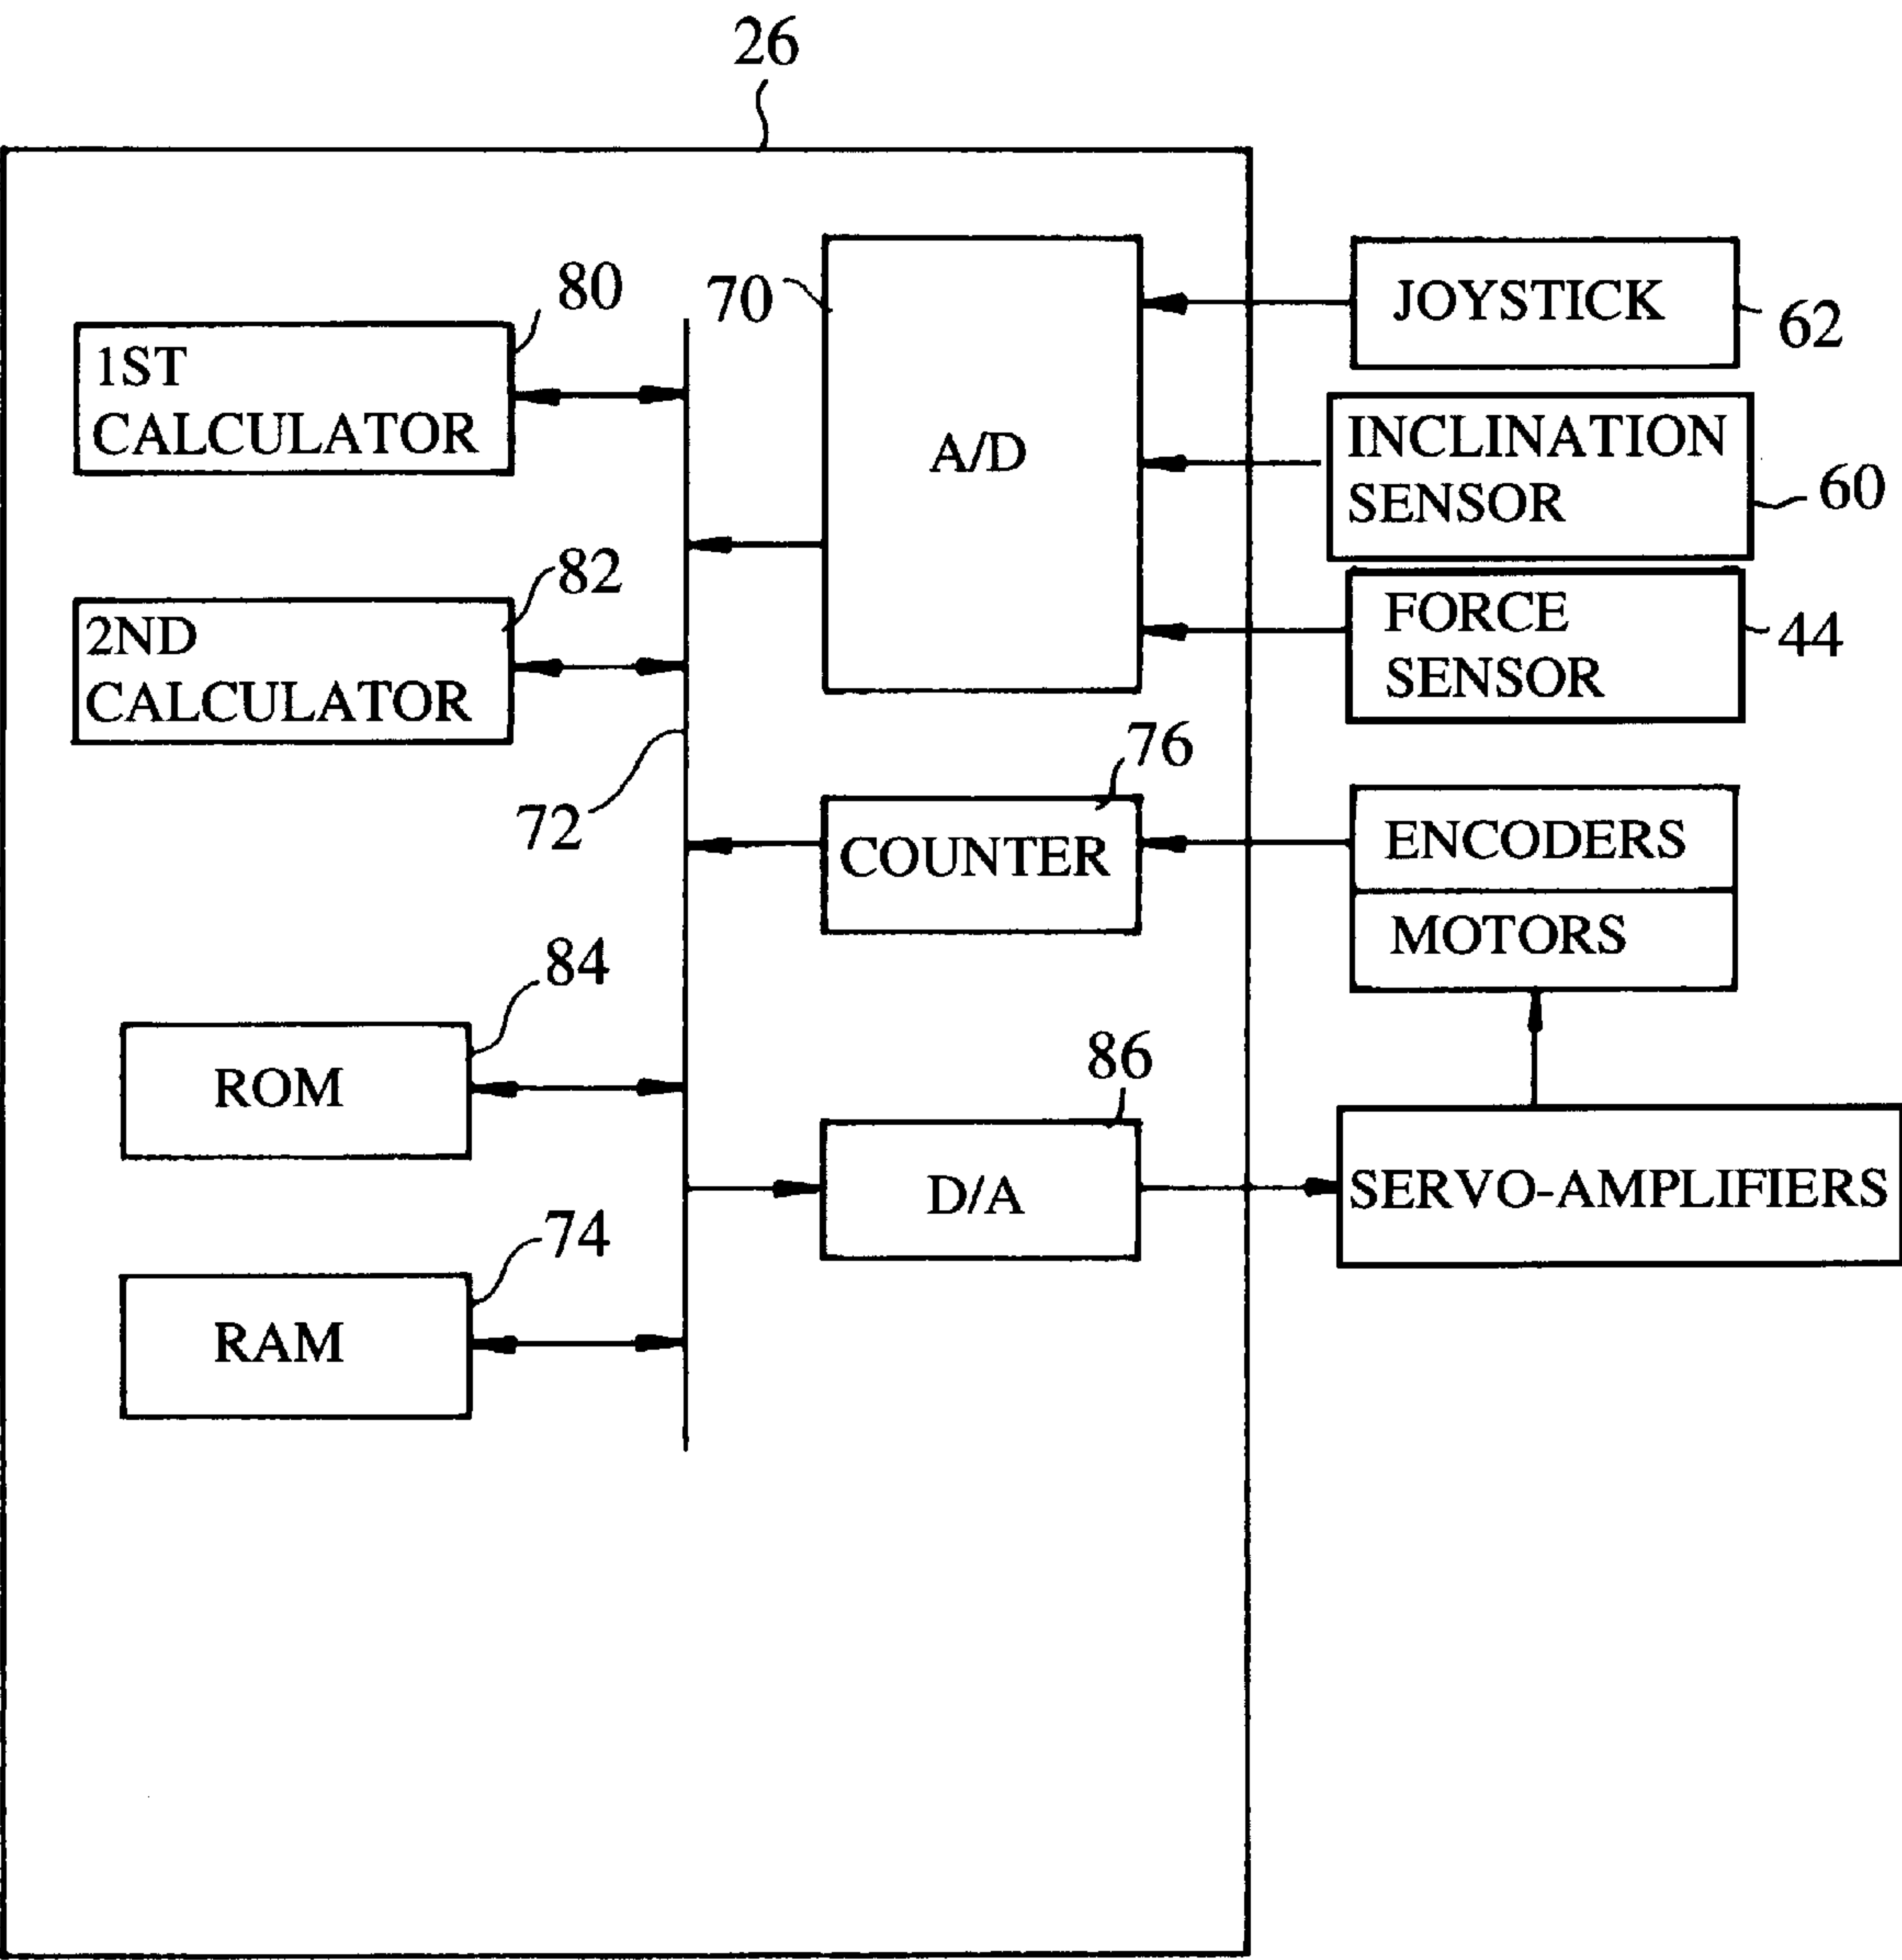 26
80
1ST
CALCULATOR
70
A/D
JOYSTICK
62
INCLINATION
SENSOR
60
82
2ND
CALCULATOR
FORCE
SENSOR
44
72
76
COUNTER
ENCODERS
MOTORS
84
ROM
86
D/A
SERVO-AMPLIFIERS
74
RAM